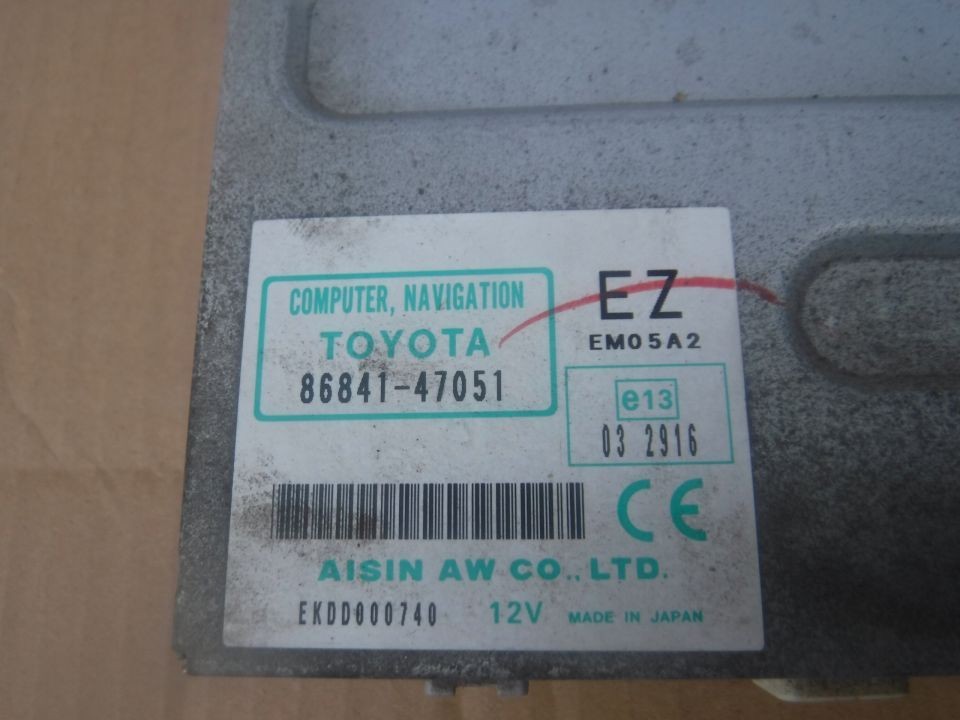 COMPUTER, NAVIGATION
TOYOTA
86841-47051
EZ
EM05A2
e13
03 2916
CE
AISIN AW CO., LTD.
EKDD000740 12V MADE IN JAPAN